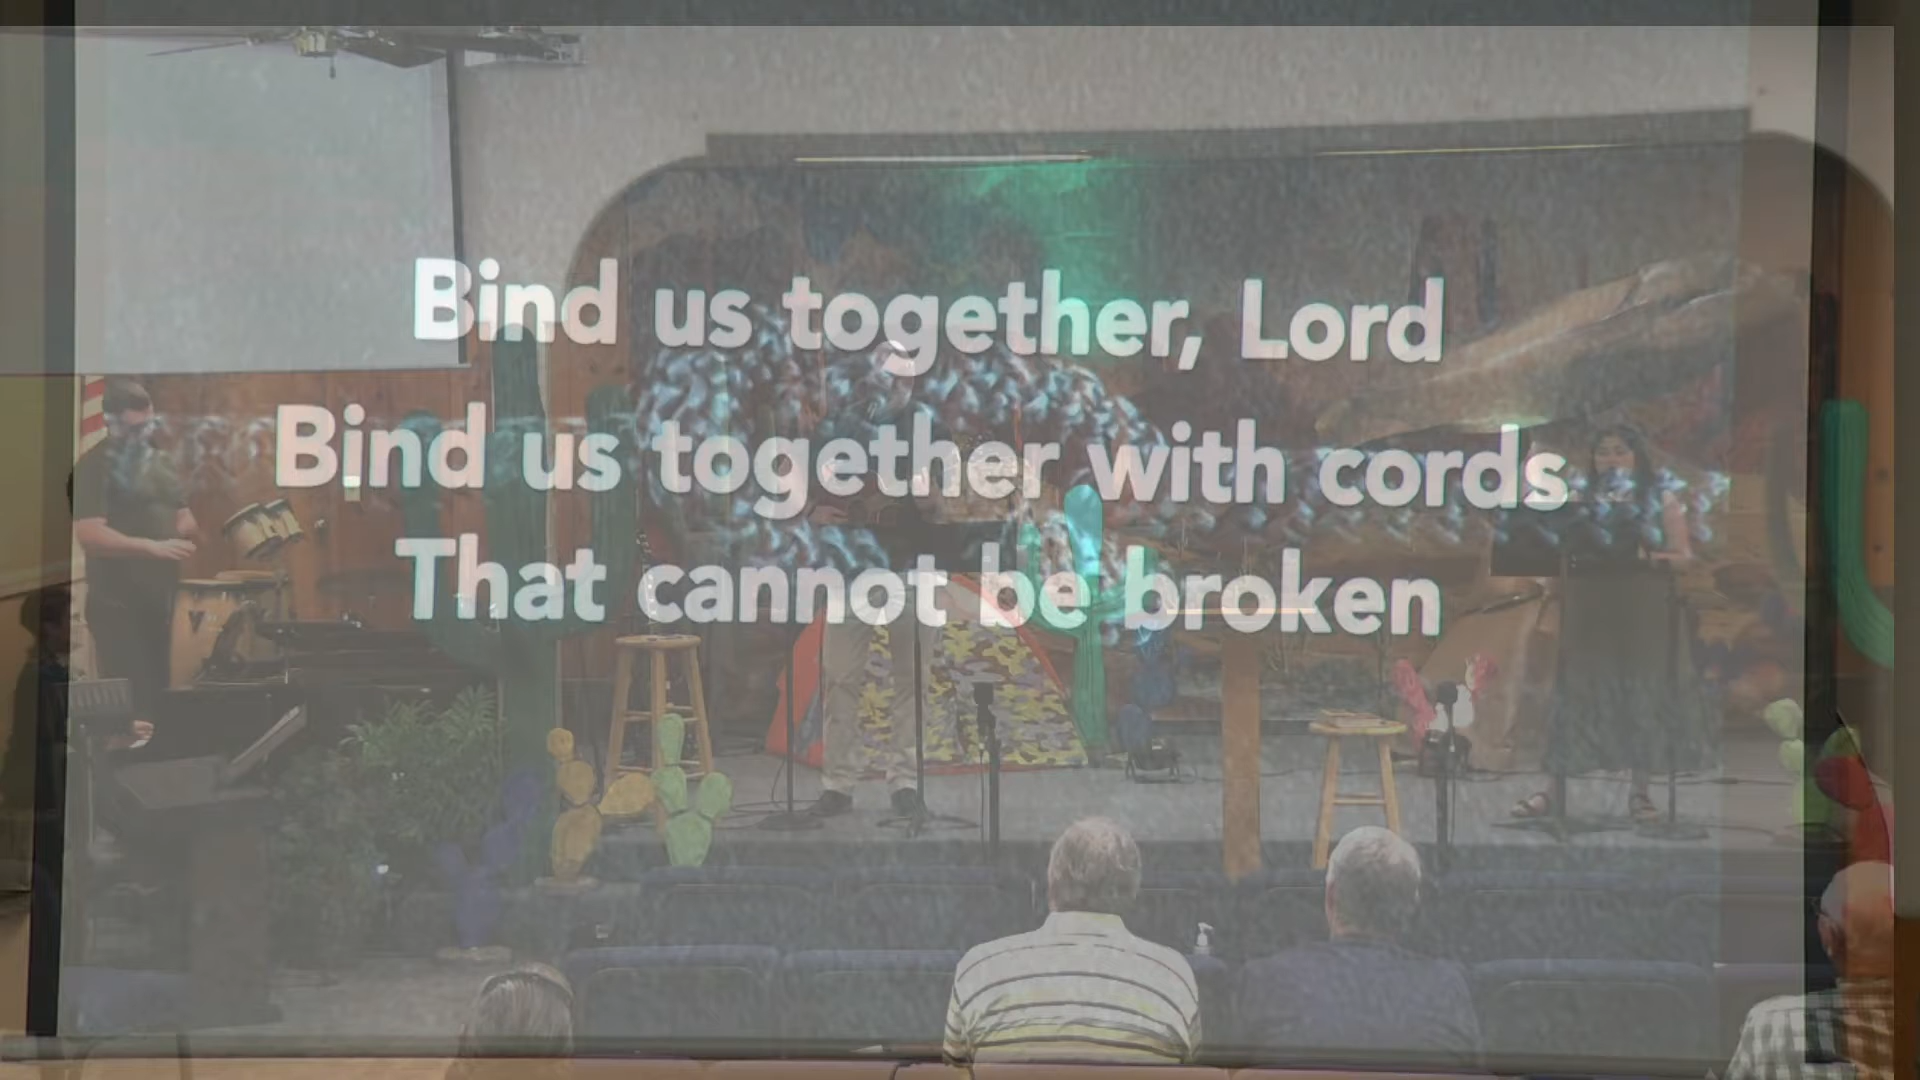 Bind us together, Lord
Bind us together with cords
That cannot be broken